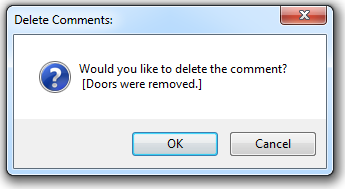 Delete Comments:
Would you like to delete the comment?
[Doors were removed.]
OK
Cancel